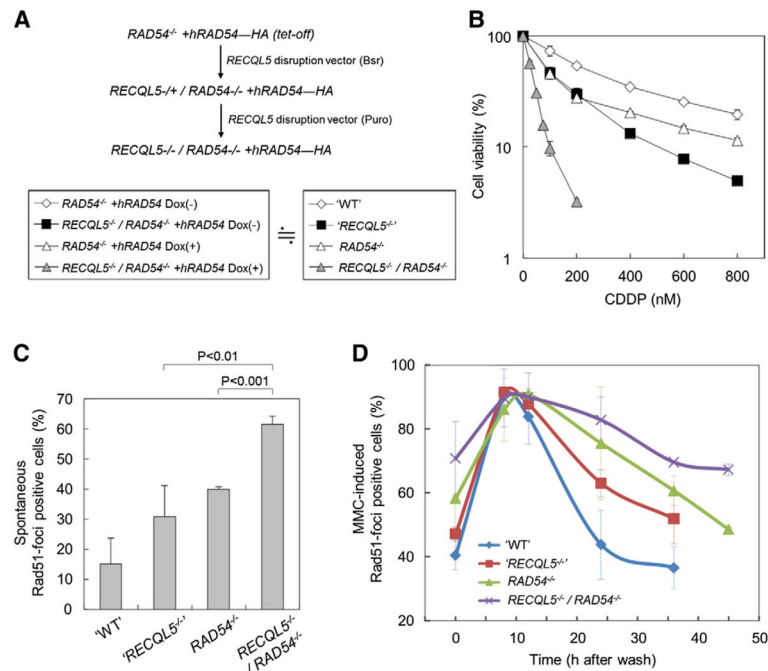 A
RAD54-/- +hRAD54—HA (tet-off)
RECQL5 disruption vector (Bsr)
RECQL5-/+ / RAD54-/- +hRAD54—HA
RECQL5 disruption vector (Puro)
RECQL5-/- / RAD54-/- +hRAD54—HA
RAD54-/- +hRAD54 Dox(-)
RECQL5-/- / RAD54-/- +hRAD54 Dox(-)
RAD54-/- +hRAD54 Dox(+)
RECQL5-/- / RAD54-/- +hRAD54 Dox(+)
≒
'WT'
'RECQL5-/-'
RAD54-/-
RECQL5-/- / RAD54-/-
B
Cell viability (%)
100
10
1
0 200 400 600 800
CDDP (nM)
C
P<0.01
P<0.001
Spontaneous
Rad51-foci positive cells (%)
70
60
50
40
30
20
10
0
'WT'
'RECQL5-/-'
RAD54-/-
RECQL5-/-
/ RAD54-/-
D
MMC-induced
Rad51-foci positive cells (%)
100
80
60
40
20
'WT'
'RECQL5-/-'
RAD54-/-
RECQL5-/- / RAD54-/-
0 10 20 30 40 50
Time (h after wash)